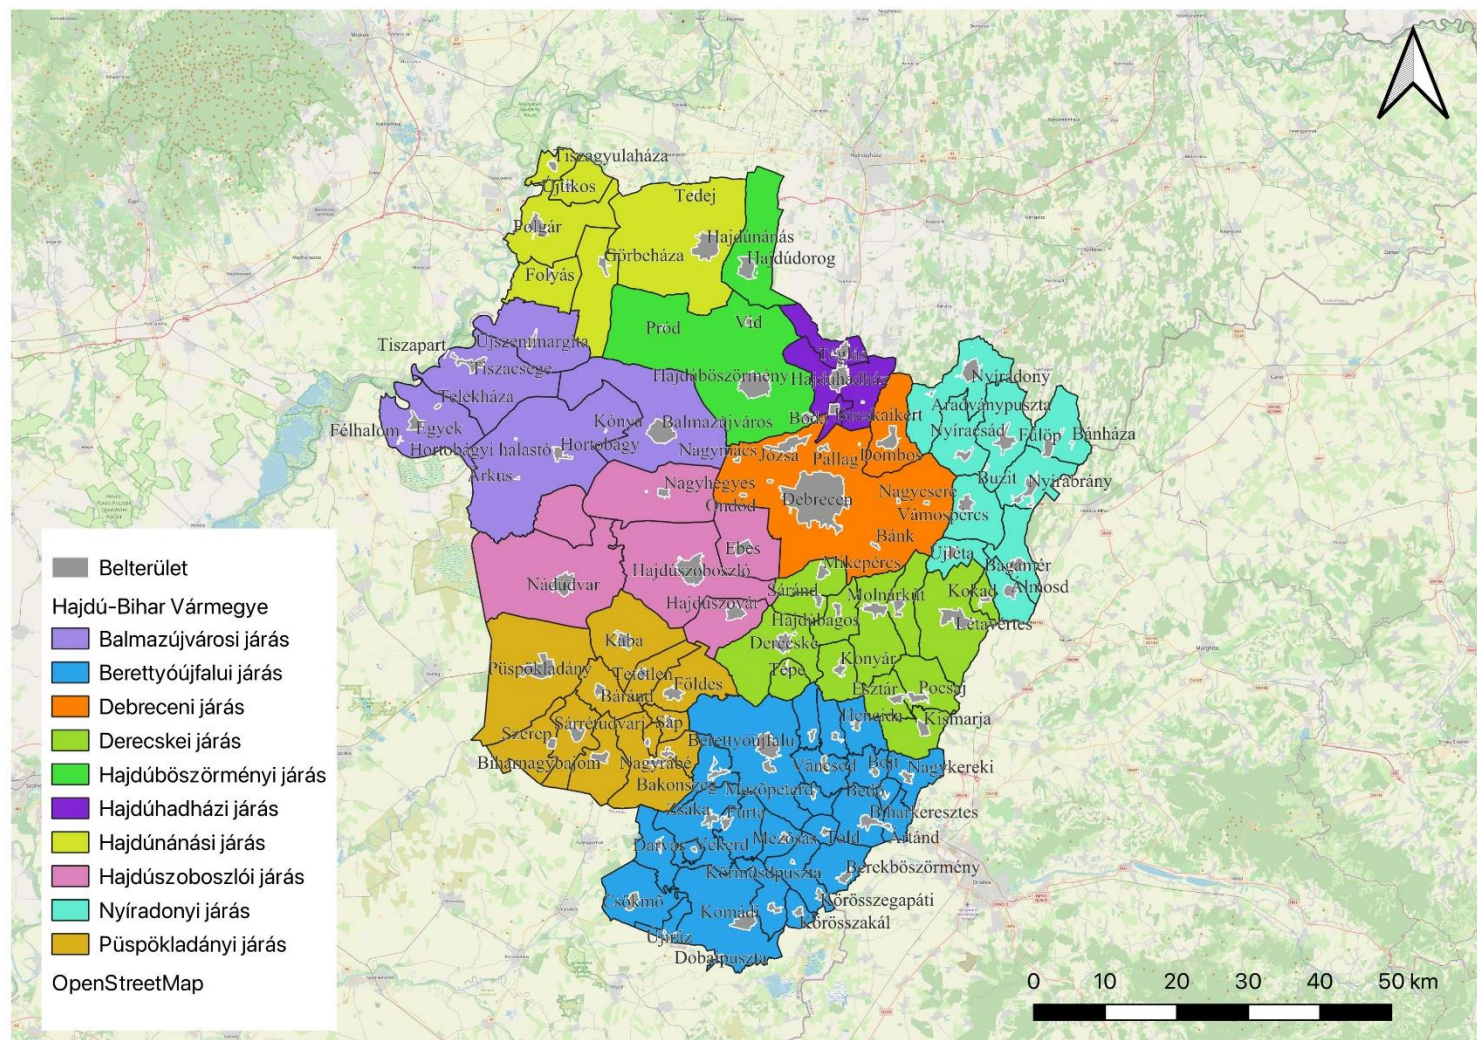 Tiszagyulaháza
Újtikos
Tedej
Polgár
Hajdúnánás
Görbeháza
Hajdúdorog
Folyás
Pród
Vid
Tiszapart
Újszentmargita
Tiszacsege
Téglás
Hajdúböszörmény
Hajdúhadház
Nyíradony
Telekháza
Aradványpuszta
Kónya
Balmazújváros
Boda
Bocskaikert
Félhalom
Egyek
Nyíracsád
Fülöp
Bánháza
Hortobágyi halastó
Hortobágy
Nagymács
Józsa
Pallag
Dombos
Árkus
Buzit
Nyírábrány
Nagyhegyes
Debrecen
Nagycsere
Ondód
Vámospércs
Bánk
Ebes
Újléta
Bagamér
Hajdúszoboszló
Mikepércs
Nádudvar
Álmosd
Sáránd
Molnárkút
Kokad
Hajdúszovát
Hajdúbagos
Létavértes
Kaba
Derecske
Püspökladány
Tetétlen
Tépe
Konyár
Földes
Báránd
Esztár
Pocsaj
Hencida
Kismarja
Szerep
Sárrétudvari
Sáp
Berettyóújfalu
Biharnagybajom
Nagyrábé
Váncsod
Bojt
Nagykereki
Bakonszeg
Mezőpeterd
Bedő
Zsáka
Furta
Biharkeresztes
Darvas
Vekerd
Mezősas
Told
Ártánd
Körmösdpuszta
Berekböszörmény
Csökmő
Komádi
Körösszegapáti
Körösszakál
Újiráz
Dobaipuszta
Belterület
Hajdú-Bihar Vármegye
Balmazújvárosi járás
Berettyóújfalui járás
Debreceni járás
Derecskei járás
Hajdúböszörményi járás
Hajdúhadházi járás
Hajdúnánási járás
Hajdúszoboszlói járás
Nyíradonyi járás
Püspökladányi járás
OpenStreetMap
0 10 20 30 40 50 km